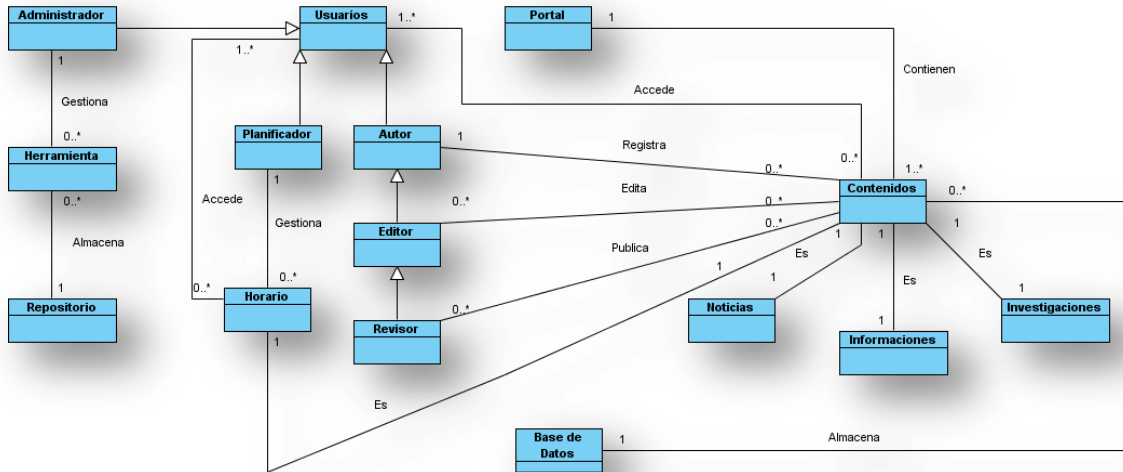 Administrador
Usuarios
1..*
Portal
1
1
1..*
Contienen
Gestiona
Accede
0..*
Planificador
Autor
1
Registra
Herramienta
0..*
0..*
1..*
1
Contenidos
0..*
0..*
Accede
Edita
0..*
0..*
0..*
Gestiona
Editor
Publica
1
1
1
Almacena
Es
1
1
Es
Es
0..*
1
0..*
Horario
0..*
1
1
Repositorio
Noticias
Investigaciones
1
Revisor
1
Informaciones
Es
Base de
Datos
1
Almacena